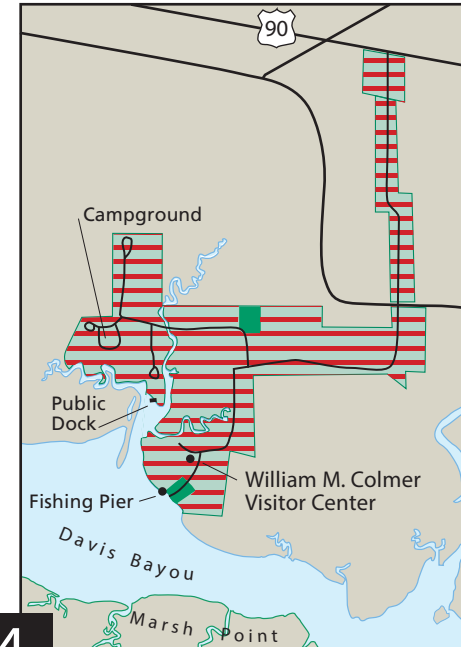 90
Campground
Public
Dock
William M. Colmer
Visitor Center
Fishing Pier
Davis Bayou
Marsh Point
4